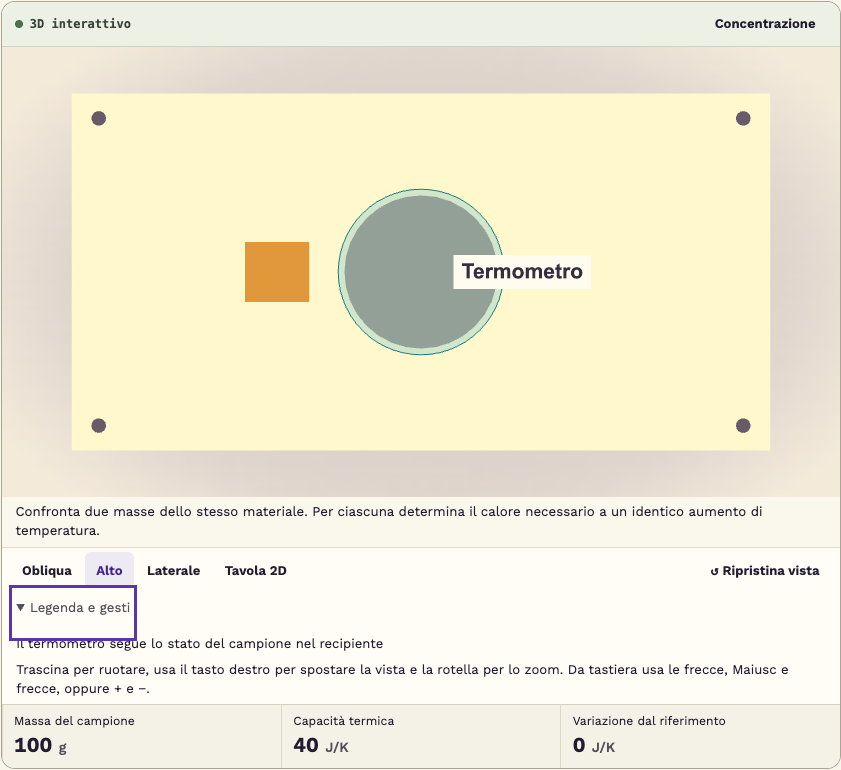 3D interattivo
Concentrazione
Termometro
Confronta due masse dello stesso materiale. Per ciascuna determina il calore necessario a un identico aumento di
temperatura.
Obliqua
Alto
Laterale
Tavola 2D
↺ Ripristina vista
▼ Legenda e gesti
Il termometro segue lo stato del campione nel recipiente
Trascina per ruotare, usa il tasto destro per spostare la vista e la rotella per lo zoom. Da tastiera usa le frecce, Maiusc e
frecce, oppure + e −.
Massa del campione
100 g
Capacità termica
40 J/K
Variazione dal riferimento
0 J/K